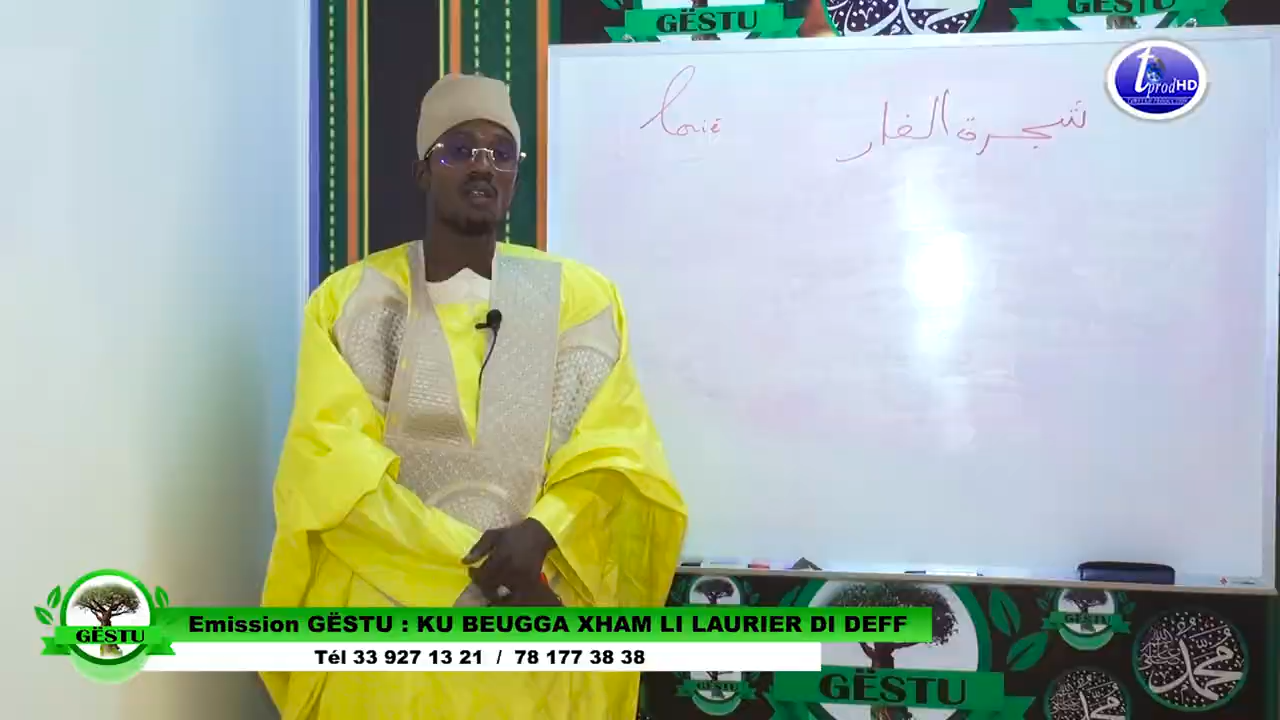 GËSTU
GËSTU
محمد
tprodHD
lorié
شجرة الغار
GËSTU
Emission GËSTU : KU BEUGGA XHAM LI LAURIER DI DEFF
Tél 33 927 13 21 / 78 177 38 38
GËSTU
محمد